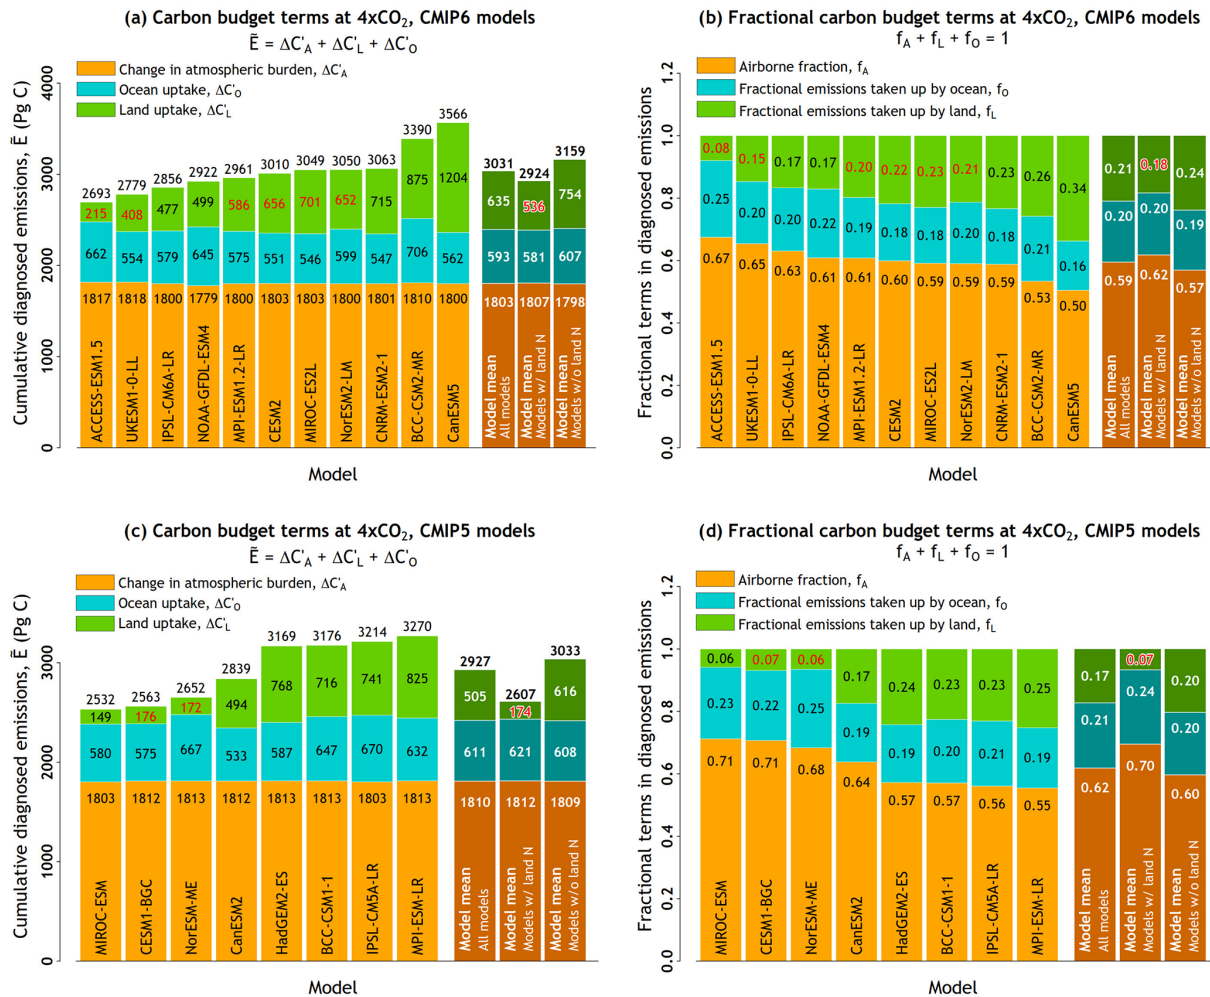 (a) Carbon budget terms at 4xCO₂, CMIP6 models
Ẽ = ΔC'A + ΔC'L + ΔC'O
Change in atmospheric burden, ΔC'A
Ocean uptake, ΔC'O
Land uptake, ΔC'L
Cumulative diagnosed emissions, Ẽ (Pg C)
4000
3000
2000
1000
0
2693 2779 2856 2922 2961 3010 3049 3050 3063 3390 3566 3031 2924 3159
215 408 477 499 586 656 701 652 715 875 1204 635 536 754
662 554 579 645 575 551 546 599 547 706 562 593 581 607
1817 1818 1800 1779 1800 1803 1803 1800 1801 1810 1800 1803 1807 1798
ACCESS-ESM1.5
UKESM1-0-LL
IPSL-CM6A-LR
NOAA-GFDL-ESM4
MPI-ESM1.2-LR
CESM2
MIROC-ES2L
NorESM2-LM
CNRM-ESM2-1
BCC-CSM2-MR
CanESM5
Model mean
All models
Model mean
Models w/ land N
Model mean
Models w/o land N
Model
(b) Fractional carbon budget terms at 4xCO₂, CMIP6 models
fA + fL + fO = 1
Airborne fraction, fA
Fractional emissions taken up by ocean, fO
Fractional emissions taken up by land, fL
Fractional terms in diagnosed emissions
1.2
1.0
0.8
0.6
0.4
0.2
0.0
0.08 0.15 0.17 0.17 0.20 0.22 0.23 0.21 0.23 0.26 0.34 0.21 0.18 0.24
0.25 0.20 0.20 0.22 0.19 0.18 0.18 0.20 0.18 0.21 0.16 0.20 0.20 0.19
0.67 0.65 0.63 0.61 0.61 0.60 0.59 0.59 0.59 0.53 0.50 0.59 0.62 0.57
ACCESS-ESM1.5
UKESM1-0-LL
IPSL-CM6A-LR
NOAA-GFDL-ESM4
MPI-ESM1.2-LR
CESM2
MIROC-ES2L
NorESM2-LM
CNRM-ESM2-1
BCC-CSM2-MR
CanESM5
Model mean
All models
Model mean
Models w/ land N
Model mean
Models w/o land N
Model
(c) Carbon budget terms at 4xCO₂, CMIP5 models
Ẽ = ΔC'A + ΔC'L + ΔC'O
Change in atmospheric burden, ΔC'A
Ocean uptake, ΔC'O
Land uptake, ΔC'L
Cumulative diagnosed emissions, Ẽ (Pg C)
3000
2000
1000
0
2532 2563 2652 2839 3169 3176 3214 3270 2927 2607 3033
149 176 172 494 768 716 741 825 505 174 616
580 575 667 533 587 647 670 632 611 621 608
1803 1812 1813 1812 1813 1813 1803 1813 1810 1812 1809
MIROC-ESM
CESM1-BGC
NorESM-ME
CanESM2
HadGEM2-ES
BCC-CSM1-1
IPSL-CM5A-LR
MPI-ESM-LR
Model mean
All models
Model mean
Models w/ land N
Model mean
Models w/o land N
Model
(d) Fractional carbon budget terms at 4xCO₂, CMIP5 models
fA + fL + fO = 1
Airborne fraction, fA
Fractional emissions taken up by ocean, fO
Fractional emissions taken up by land, fL
Fractional terms in diagnosed emissions
1.2
1.0
0.8
0.6
0.4
0.2
0.0
0.06 0.07 0.06 0.17 0.24 0.23 0.23 0.25 0.17 0.07 0.20
0.23 0.22 0.25 0.19 0.19 0.20 0.21 0.19 0.21 0.24 0.20
0.71 0.71 0.68 0.64 0.57 0.57 0.56 0.55 0.62 0.70 0.60
MIROC-ESM
CESM1-BGC
NorESM-ME
CanESM2
HadGEM2-ES
BCC-CSM1-1
IPSL-CM5A-LR
MPI-ESM-LR
Model mean
All models
Model mean
Models w/ land N
Model mean
Models w/o land N
Model